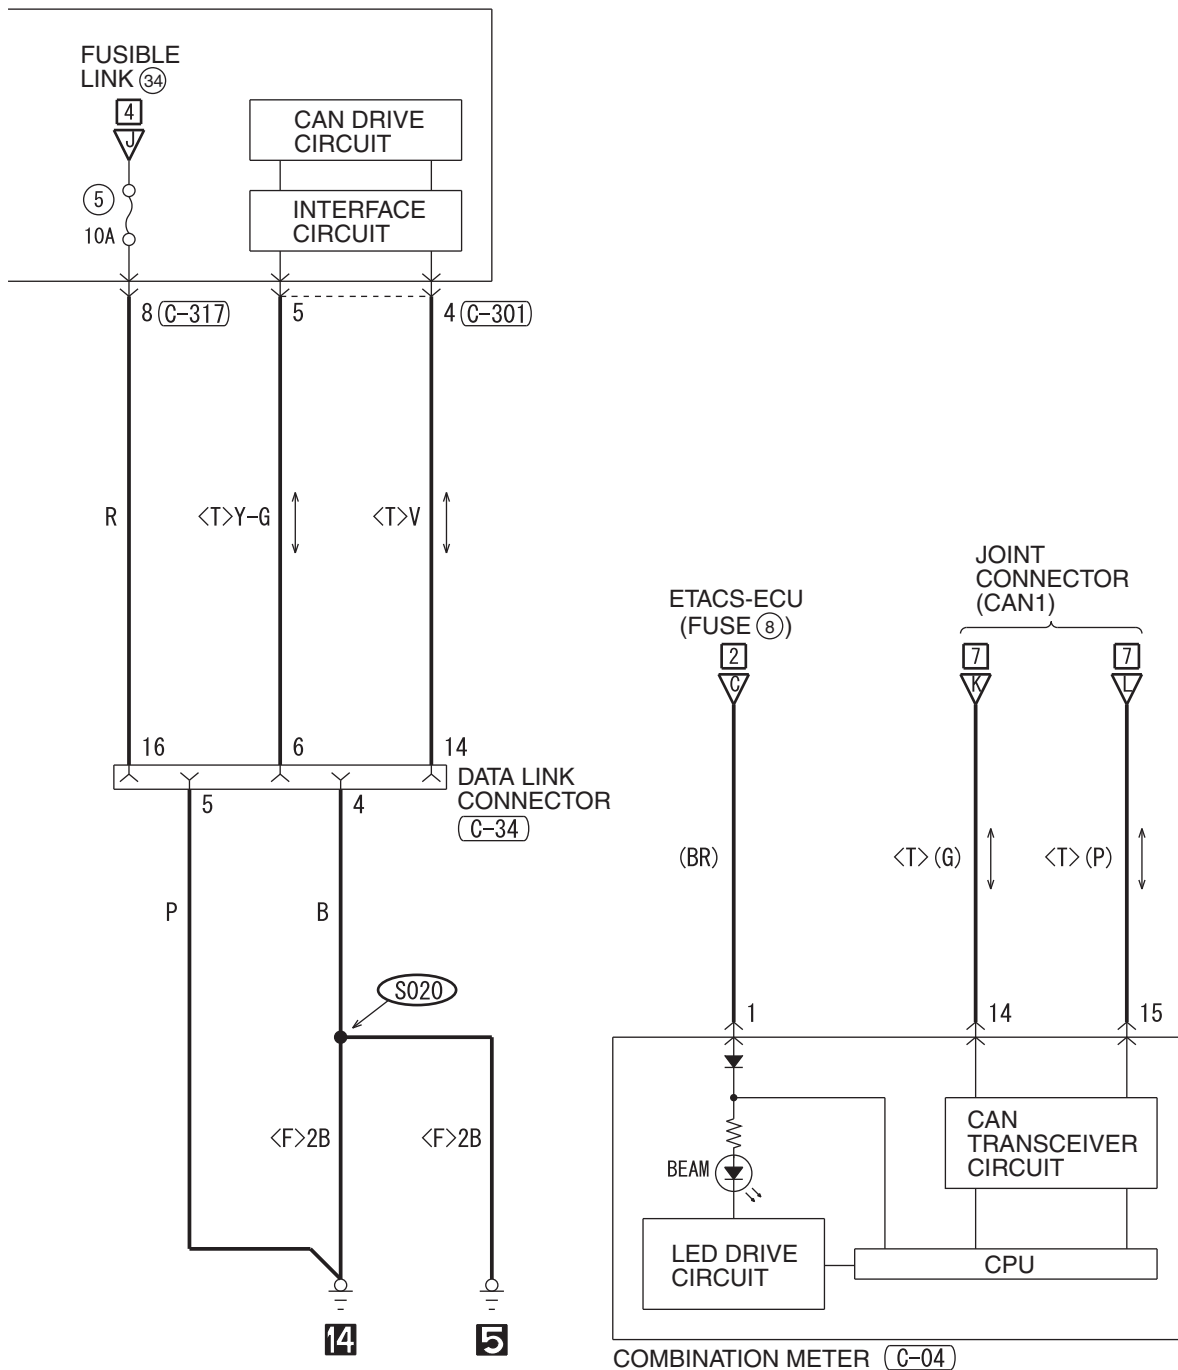 FUSIBLE
LINK 34
4
J
5
10A
CAN DRIVE
CIRCUIT
INTERFACE
CIRCUIT
8 C-317
5
4 C-301
R
<T>Y-G
<T>V
16
6
14
DATA LINK
CONNECTOR
C-34
5
4
P
B
S020
<F>2B
<F>2B
14
5
ETACS-ECU
(FUSE 8)
2
C
JOINT
CONNECTOR
(CAN1)
7
K
7
L
(BR)
<T>(G)
<T>(P)
1
14
15
BEAM
CAN
TRANSCEIVER
CIRCUIT
LED DRIVE
CIRCUIT
CPU
COMBINATION METER C-04